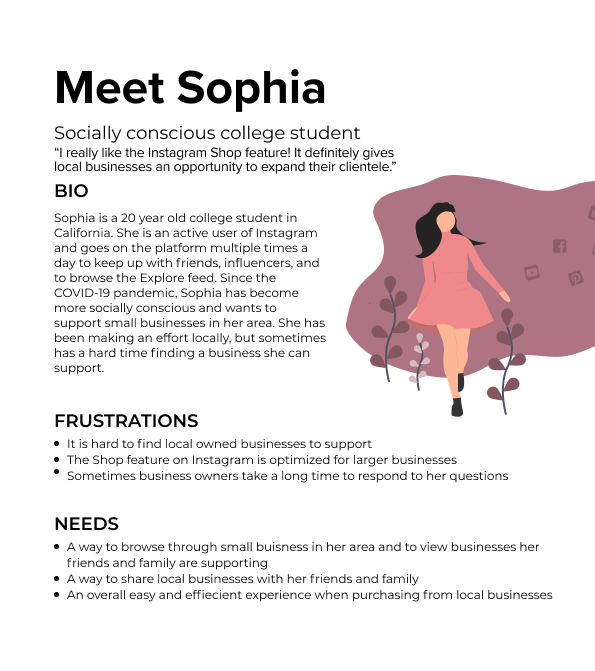 Meet Sophia
Socially conscious college student
“I really like the Instagram Shop feature! It definitely gives
local businesses an opportunity to expand their clientele.”
BIO
Sophia is a 20 year old college student in
California. She is an active user of Instagram
and goes on the platform multiple times a
day to keep up with friends, influencers, and
to browse the Explore feed. Since the
COVID-19 pandemic, Sophia has become
more socially conscious and wants to
support small businesses in her area. She has
been making an effort locally, but sometimes
has a hard time finding a business she can
support.
FRUSTRATIONS
• It is hard to find local owned businesses to support
• The Shop feature on Instagram is optimized for larger businesses
• Sometimes business owners take a long time to respond to her questions
NEEDS
• A way to browse through small buisness in her area and to view businesses her
friends and family are supporting
• A way to share local businesses with her friends and family
• An overall easy and effiecient experience when purchasing from local businesses